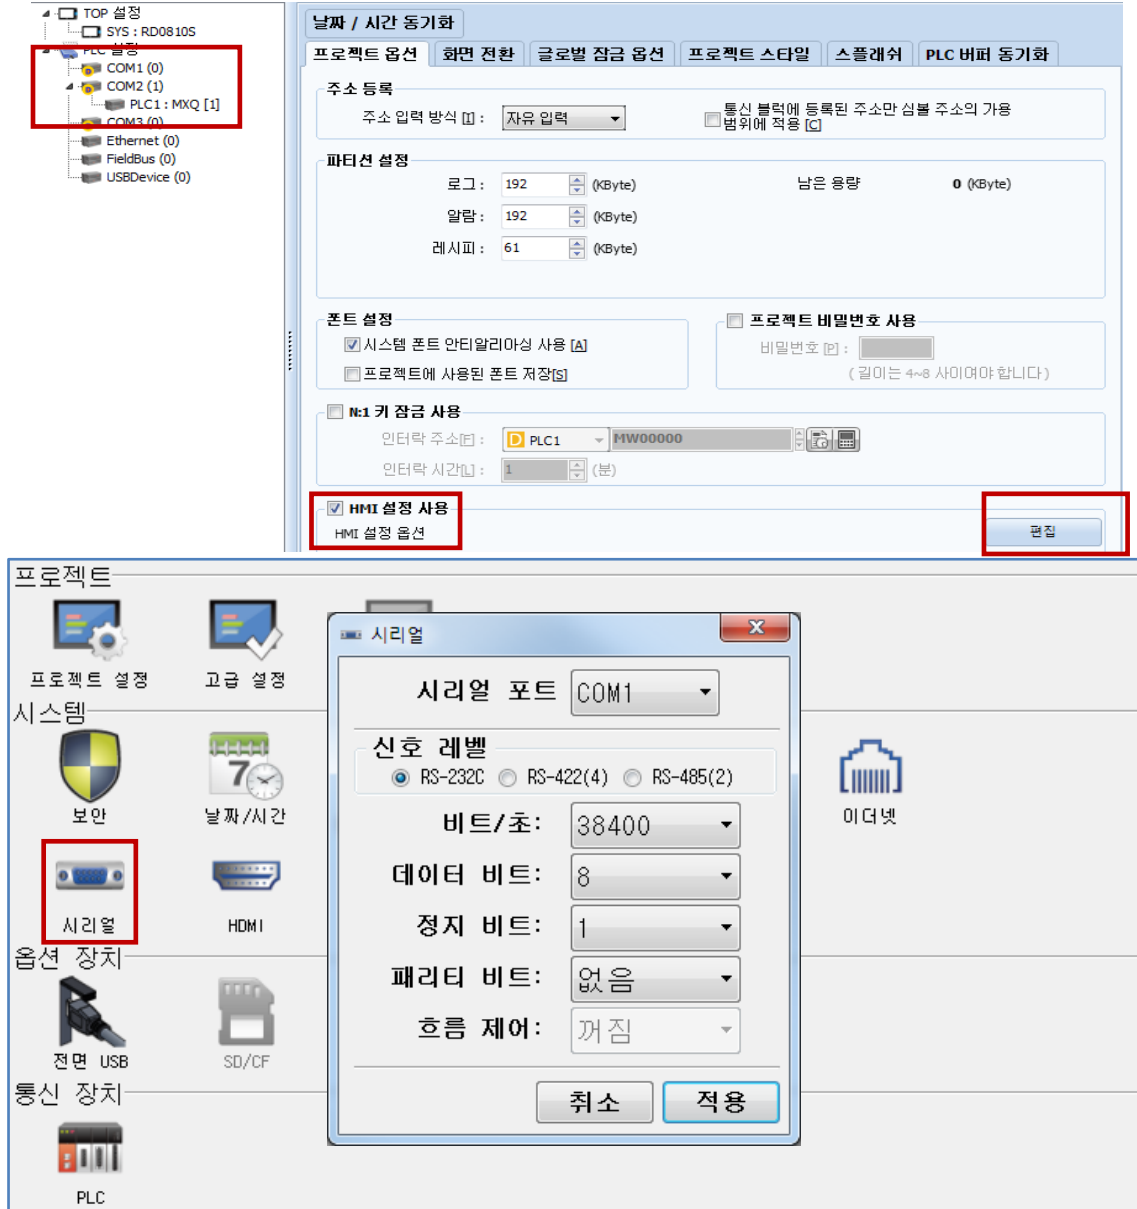 TOP 설정
SYS : RD0810S
PLC 설정
COM1 (0)
COM2 (1)
PLC1 : MXQ [1]
COM3 (0)
Ethernet (0)
FieldBus (0)
USBDevice (0)
날짜 / 시간 동기화
프로젝트 옵션 화면 전환 글로벌 잠금 옵션 프로젝트 스타일 스플래쉬 PLC 버퍼 동기화
주소 등록
주소 입력 방식 [I] : 자유 입력
통신 블럭에 등록된 주소만 심볼 주소의 가용
범위에 적용 [C]
파티션 설정
로그 : 192 (KByte) 남은 용량 0 (KByte)
알람 : 192 (KByte)
레시피 : 61 (KByte)
폰트 설정
시스템 폰트 안티알리아싱 사용 [A]
프로젝트에 사용된 폰트 저장[S]
프로젝트 비밀번호 사용
비밀번호 [P] :
( 길이는 4~8 사이여야 합니다 )
N:1 키 잠금 사용
인터락 주소[F] : D PLC1 MW00000
인터락 시간[L] : 1 (분)
HMI 설정 사용
HMI 설정 옵션 편집
프로젝트
프로젝트 설정 고급 설정
시스템
보안 날짜/시간 이더넷
시리얼 HDMI
옵션 장치
전면 USB SD/CF
통신 장치
PLC
시리얼
시리얼 포트 COM1
신호 레벨
RS-232C RS-422(4) RS-485(2)
비트/초: 38400
데이터 비트: 8
정지 비트: 1
패리티 비트: 없음
흐름 제어: 꺼짐
취소 적용